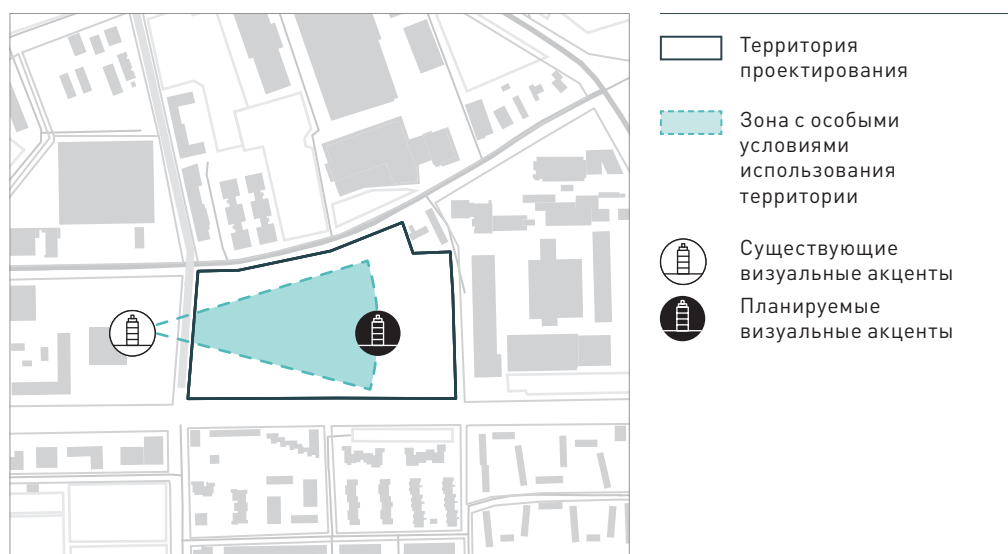 Территория
проектирования
Зона с особыми
условиями
использования
территории
Существующие
визуальные акценты
Планируемые
визуальные акценты